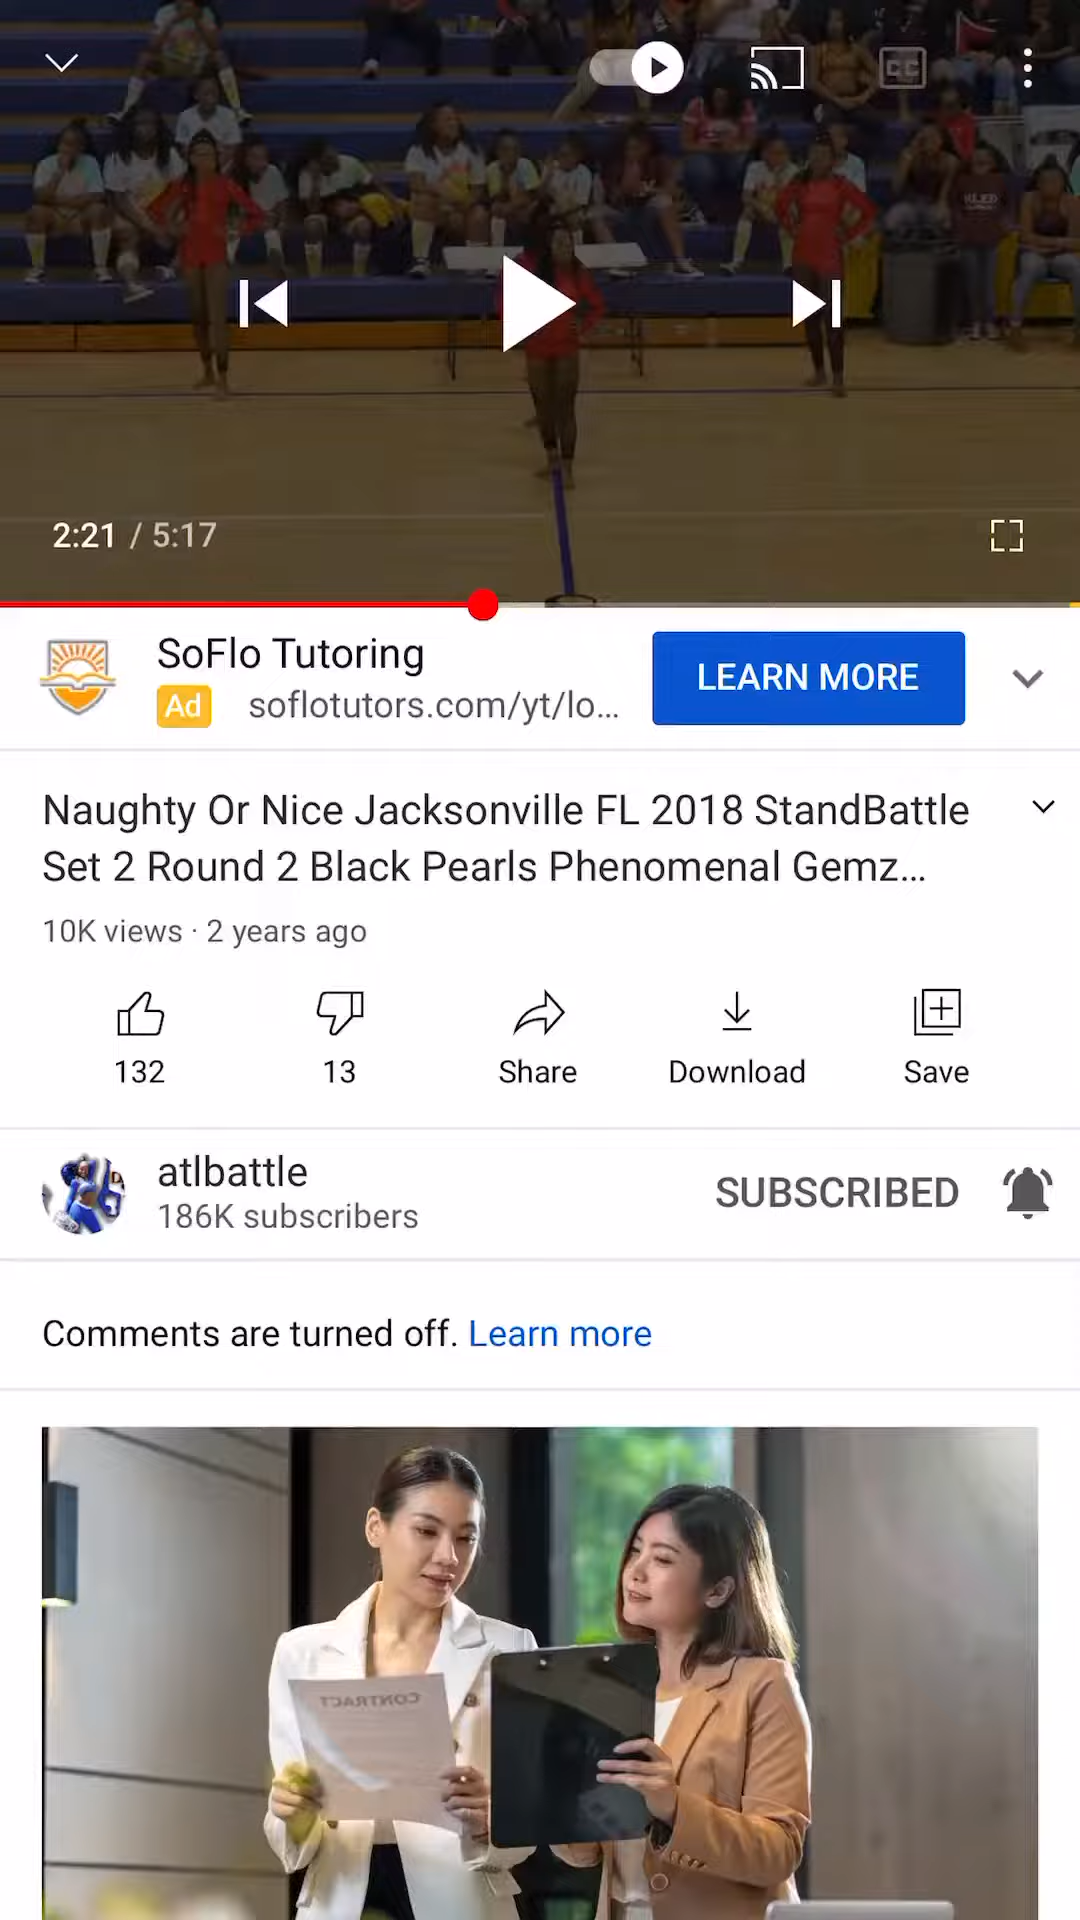 CC
2:21 / 5:17
SoFlo Tutoring
LEARN MORE
Ad soflotutors.com/yt/lo...
Naughty Or Nice Jacksonville FL 2018 StandBattle
Set 2 Round 2 Black Pearls Phenomenal Gemz...
10K views · 2 years ago
132 13 Share Download Save
atlbattle
186K subscribers
SUBSCRIBED
Comments are turned off. Learn more
CONTRACT